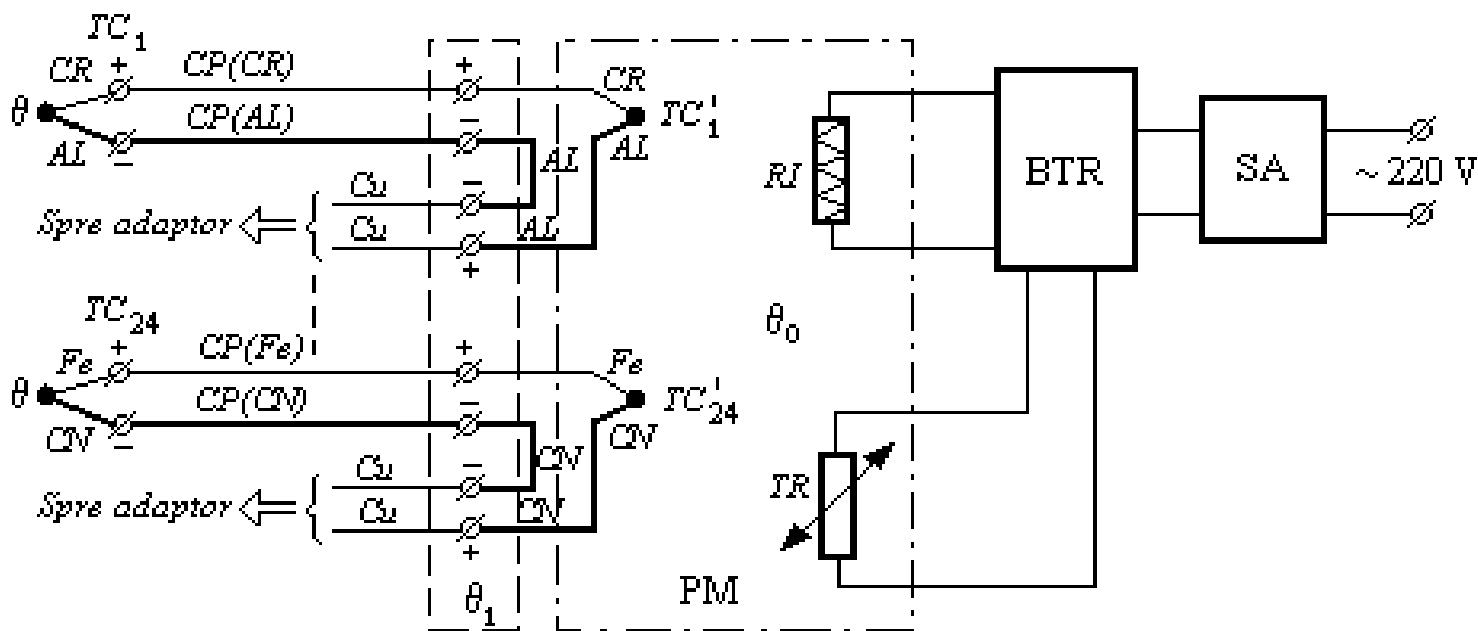 TC1
CR + CP(CR) + CR
θ TC'1
CP(AL)
AL − − AL AL
Cu −
Spre adaptor
Cu AL
+
RI
BTR
SA
~ 220 V
TC24
θ0
+ CP(Fe) + Fe
Fe
θ TC'24
CP(CN)
CN − − CN
Cu − CN
Spre adaptor
Cu CN
+
TR
θ1
PM